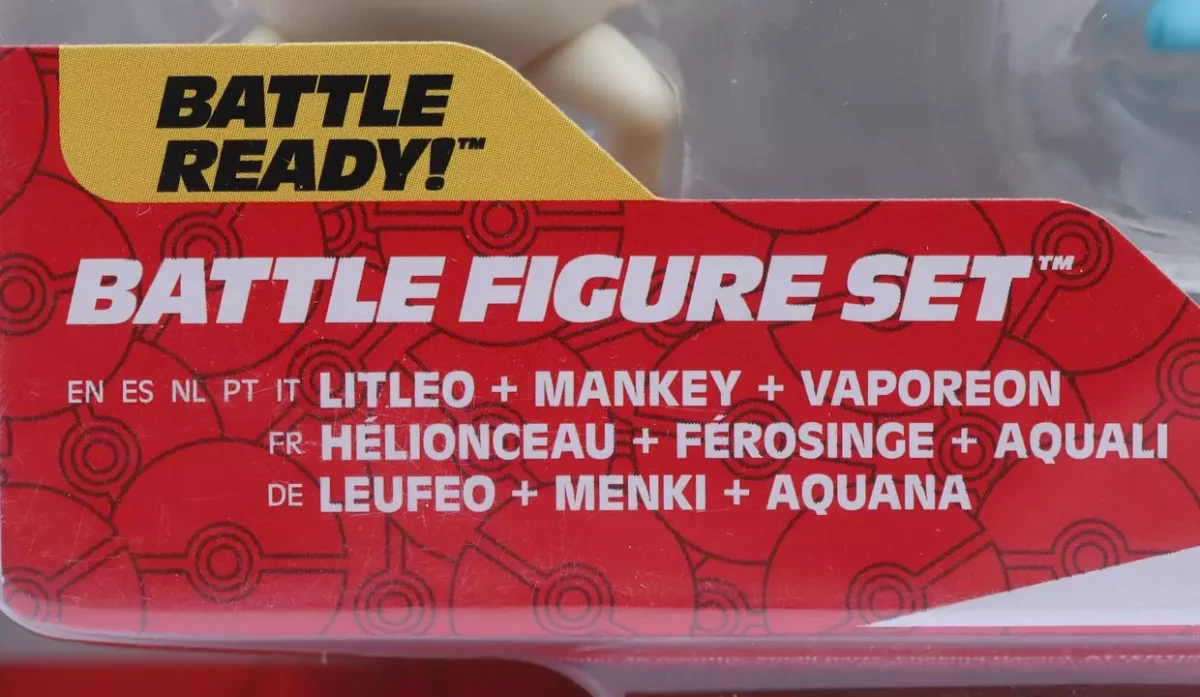 BATTLE
READY!™
BATTLE FIGURE SET™
EN ES NL PT IT LITLEO + MANKEY + VAPOREON
FR HÉLIONCEAU + FÉROSINGE + AQUALI
DE LEUFEO + MENKI + AQUANA